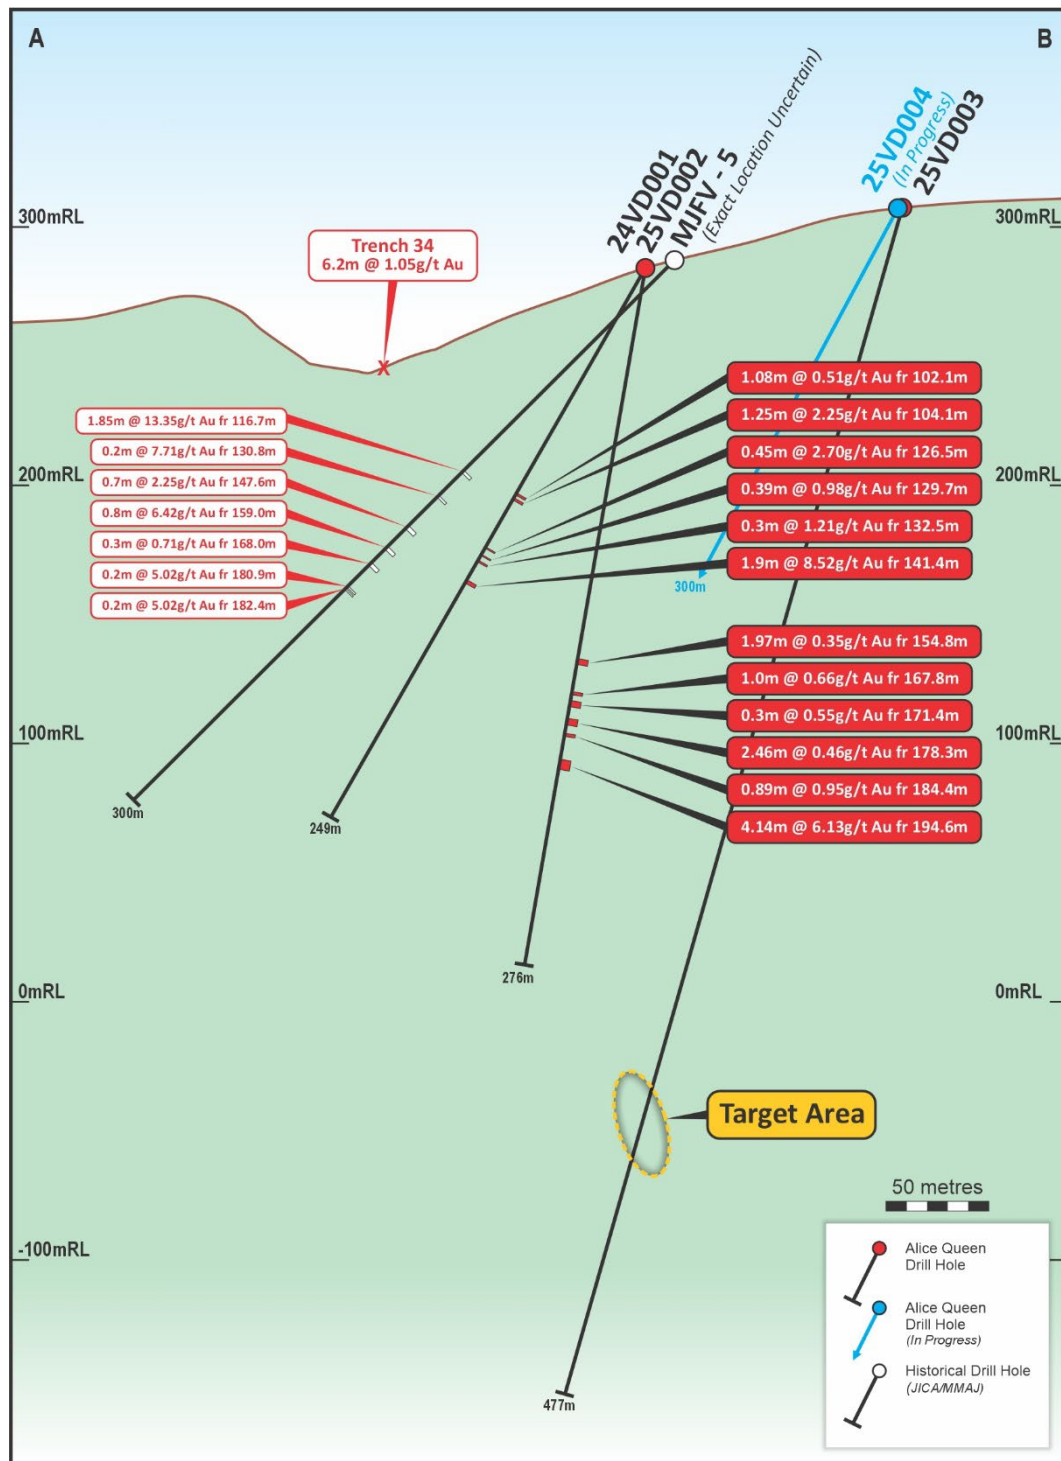 A
B
24VD001
25VD002
MJFV - 5
(Exact Location Uncertain)
25VD004
(In Progress)
25VD003
300mRL
300mRL
Trench 34
6.2m @ 1.05g/t Au
1.85m @ 13.35g/t Au fr 116.7m
0.2m @ 7.71g/t Au fr 130.8m
0.7m @ 2.25g/t Au fr 147.6m
0.8m @ 6.42g/t Au fr 159.0m
0.3m @ 0.71g/t Au fr 168.0m
0.2m @ 5.02g/t Au fr 180.9m
0.2m @ 5.02g/t Au fr 182.4m
1.08m @ 0.51g/t Au fr 102.1m
1.25m @ 2.25g/t Au fr 104.1m
0.45m @ 2.70g/t Au fr 126.5m
0.39m @ 0.98g/t Au fr 129.7m
0.3m @ 1.21g/t Au fr 132.5m
1.9m @ 8.52g/t Au fr 141.4m
200mRL
200mRL
300m
1.97m @ 0.35g/t Au fr 154.8m
1.0m @ 0.66g/t Au fr 167.8m
0.3m @ 0.55g/t Au fr 171.4m
2.46m @ 0.46g/t Au fr 178.3m
0.89m @ 0.95g/t Au fr 184.4m
4.14m @ 6.13g/t Au fr 194.6m
100mRL
100mRL
300m
249m
276m
0mRL
0mRL
Target Area
-100mRL
477m
50 metres
Alice Queen
Drill Hole
Alice Queen
Drill Hole
(In Progress)
Historical Drill Hole
(JICA/MMAJ)